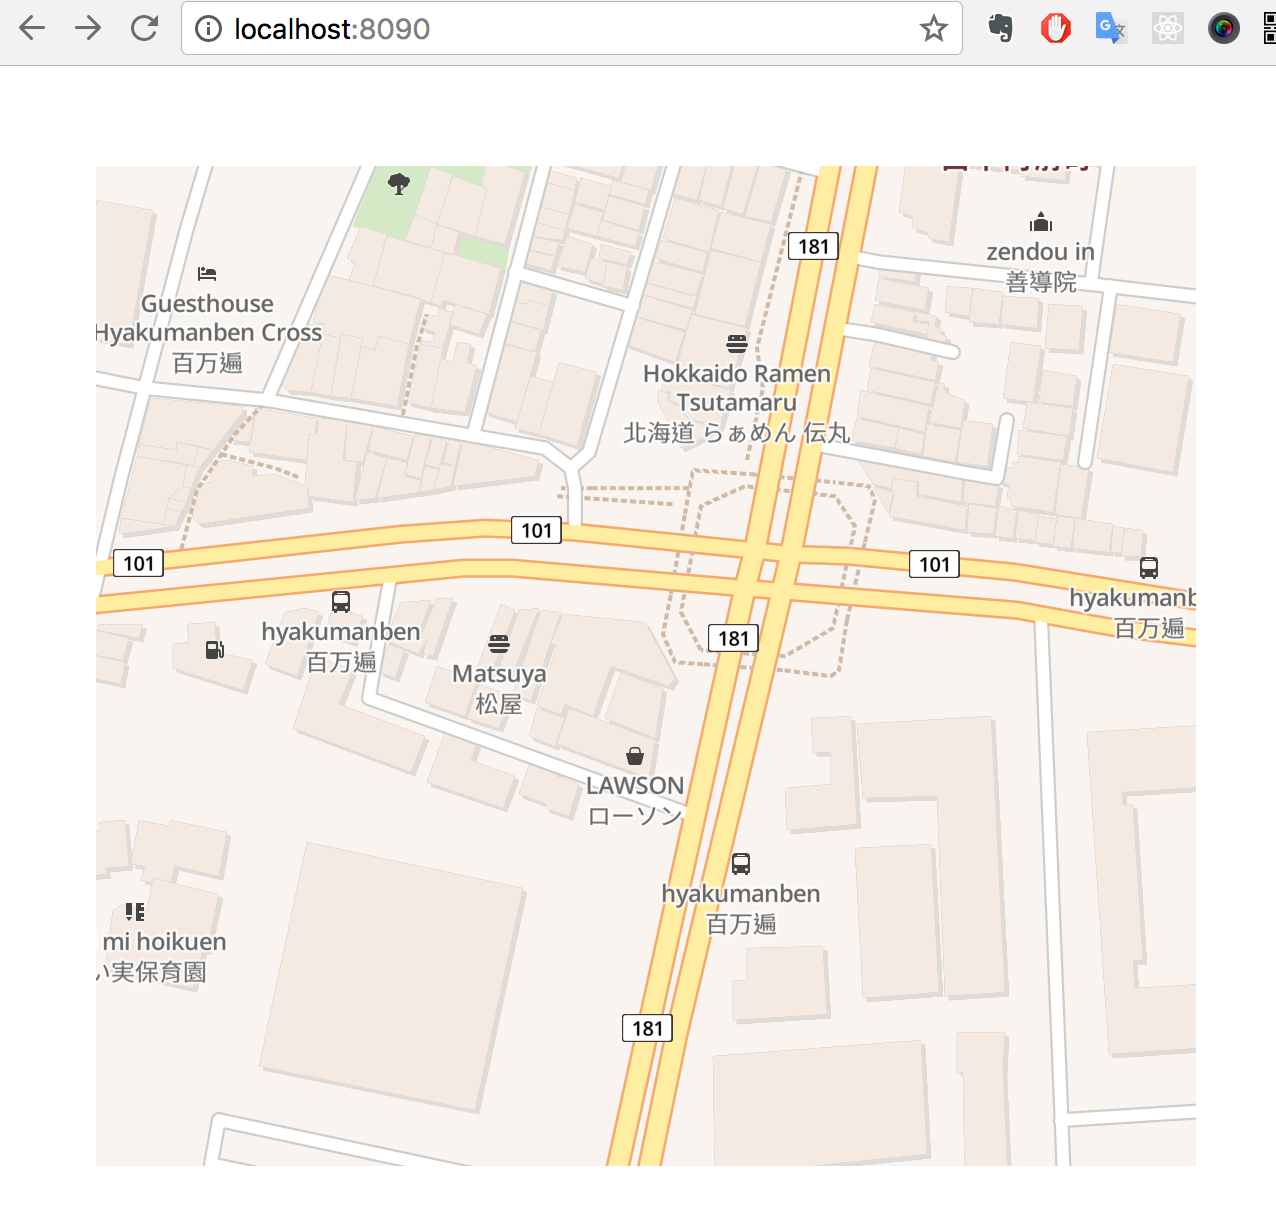 localhost:8090
181
zendou in
善導院
Guesthouse
Hyakumanben Cross
百万遍
Hokkaido Ramen
Tsutamaru
北海道 らぁめん 伝丸
101
101
101
hyakumanben
百万遍
hyakumanb
百万遍
181
Matsuya
松屋
LAWSON
ローソン
hyakumanben
百万遍
mi hoikuen
い実保育園
181